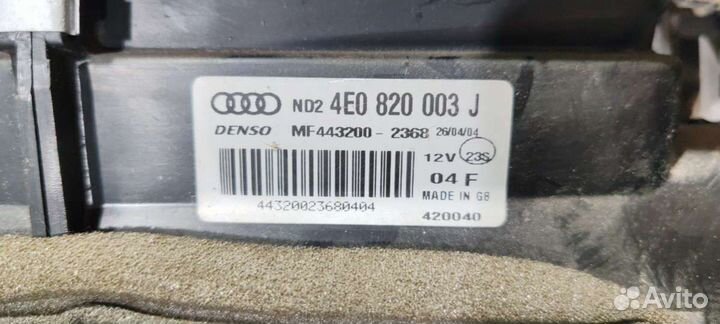 ND2 4E0 820 003 J
DENSO MF443200-2368 26/04/04
12V 23S
04 F
MADE IN GB
44320023680404
420040
Avito